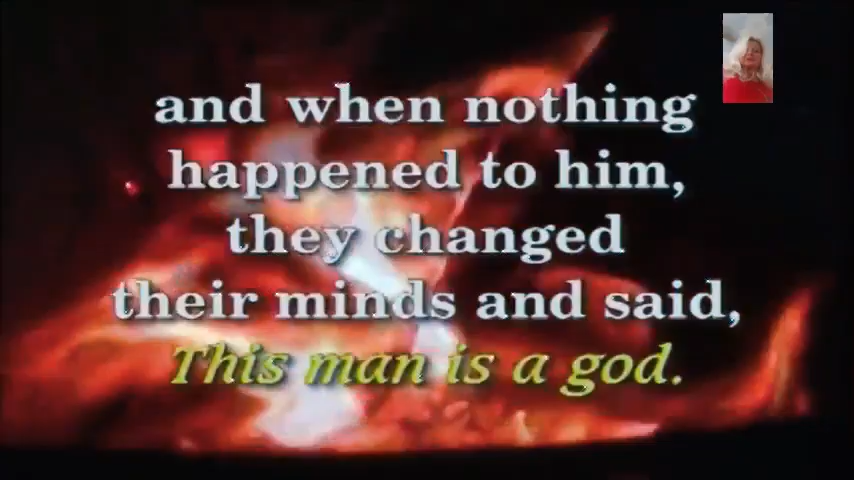 and when nothing
happened to him,
they changed
their minds and said,
This man is a god.